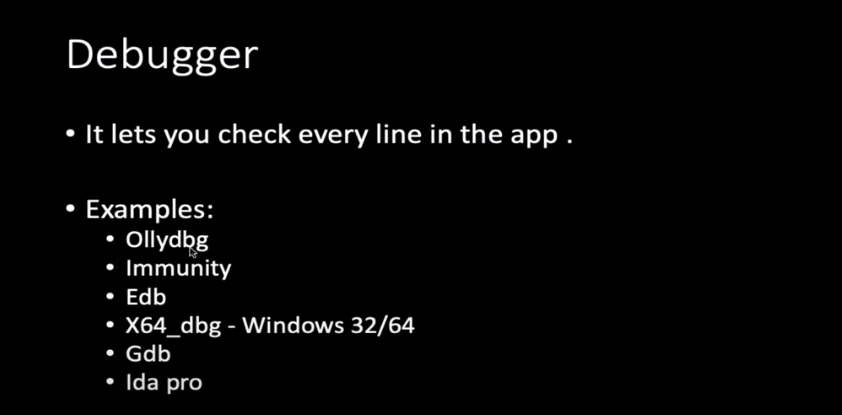 Debugger
• It lets you check every line in the app .
• Examples:
• Ollydbg
• Immunity
• Edb
• X64_dbg - Windows 32/64
• Gdb
• Ida pro